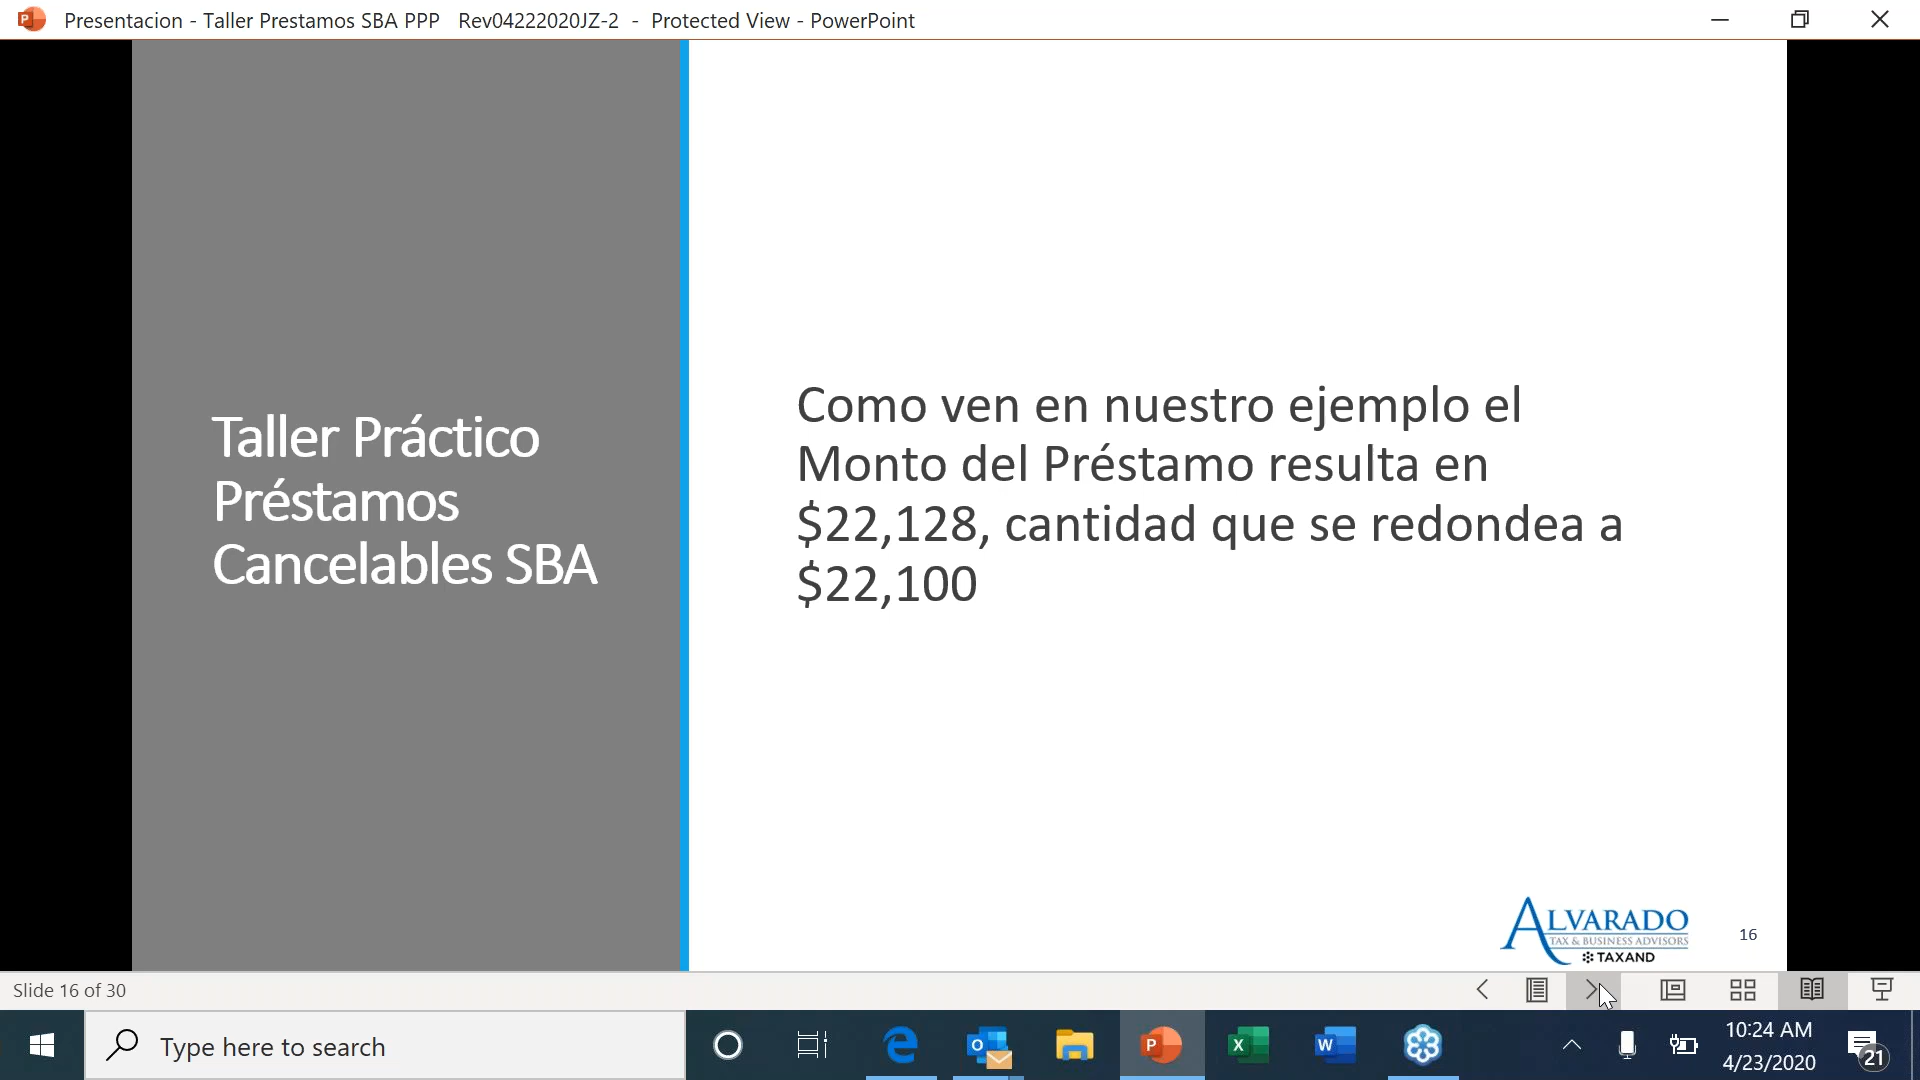 Presentacion - Taller Prestamos SBA PPP   Rev04222020JZ-2  -  Protected View - PowerPoint
Taller Práctico
Préstamos
Cancelables SBA
Como ven en nuestro ejemplo el
Monto del Préstamo resulta en
$22,128, cantidad que se redondea a
$22,100
ALVARADO
TAX & BUSINESS ADVISORS
TAXAND
16
Slide 16 of 30
Type here to search
10:24 AM
4/23/2020
21